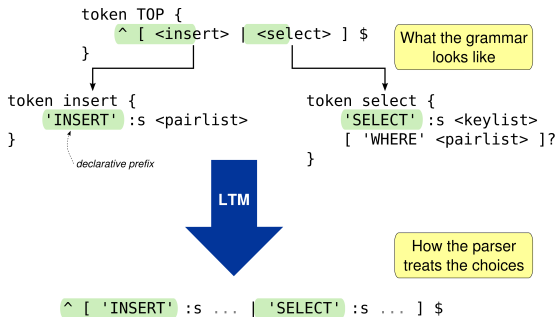 token TOP {
^ [ <insert> | <select> ] $
}
What the grammar
looks like
token insert {
'INSERT' :s <pairlist>
}
declarative prefix
token select {
'SELECT' :s <keylist>
[ 'WHERE' <pairlist> ]?
}
LTM
How the parser
treats the choices
^ [ 'INSERT' :s ... | 'SELECT' :s ... ] $